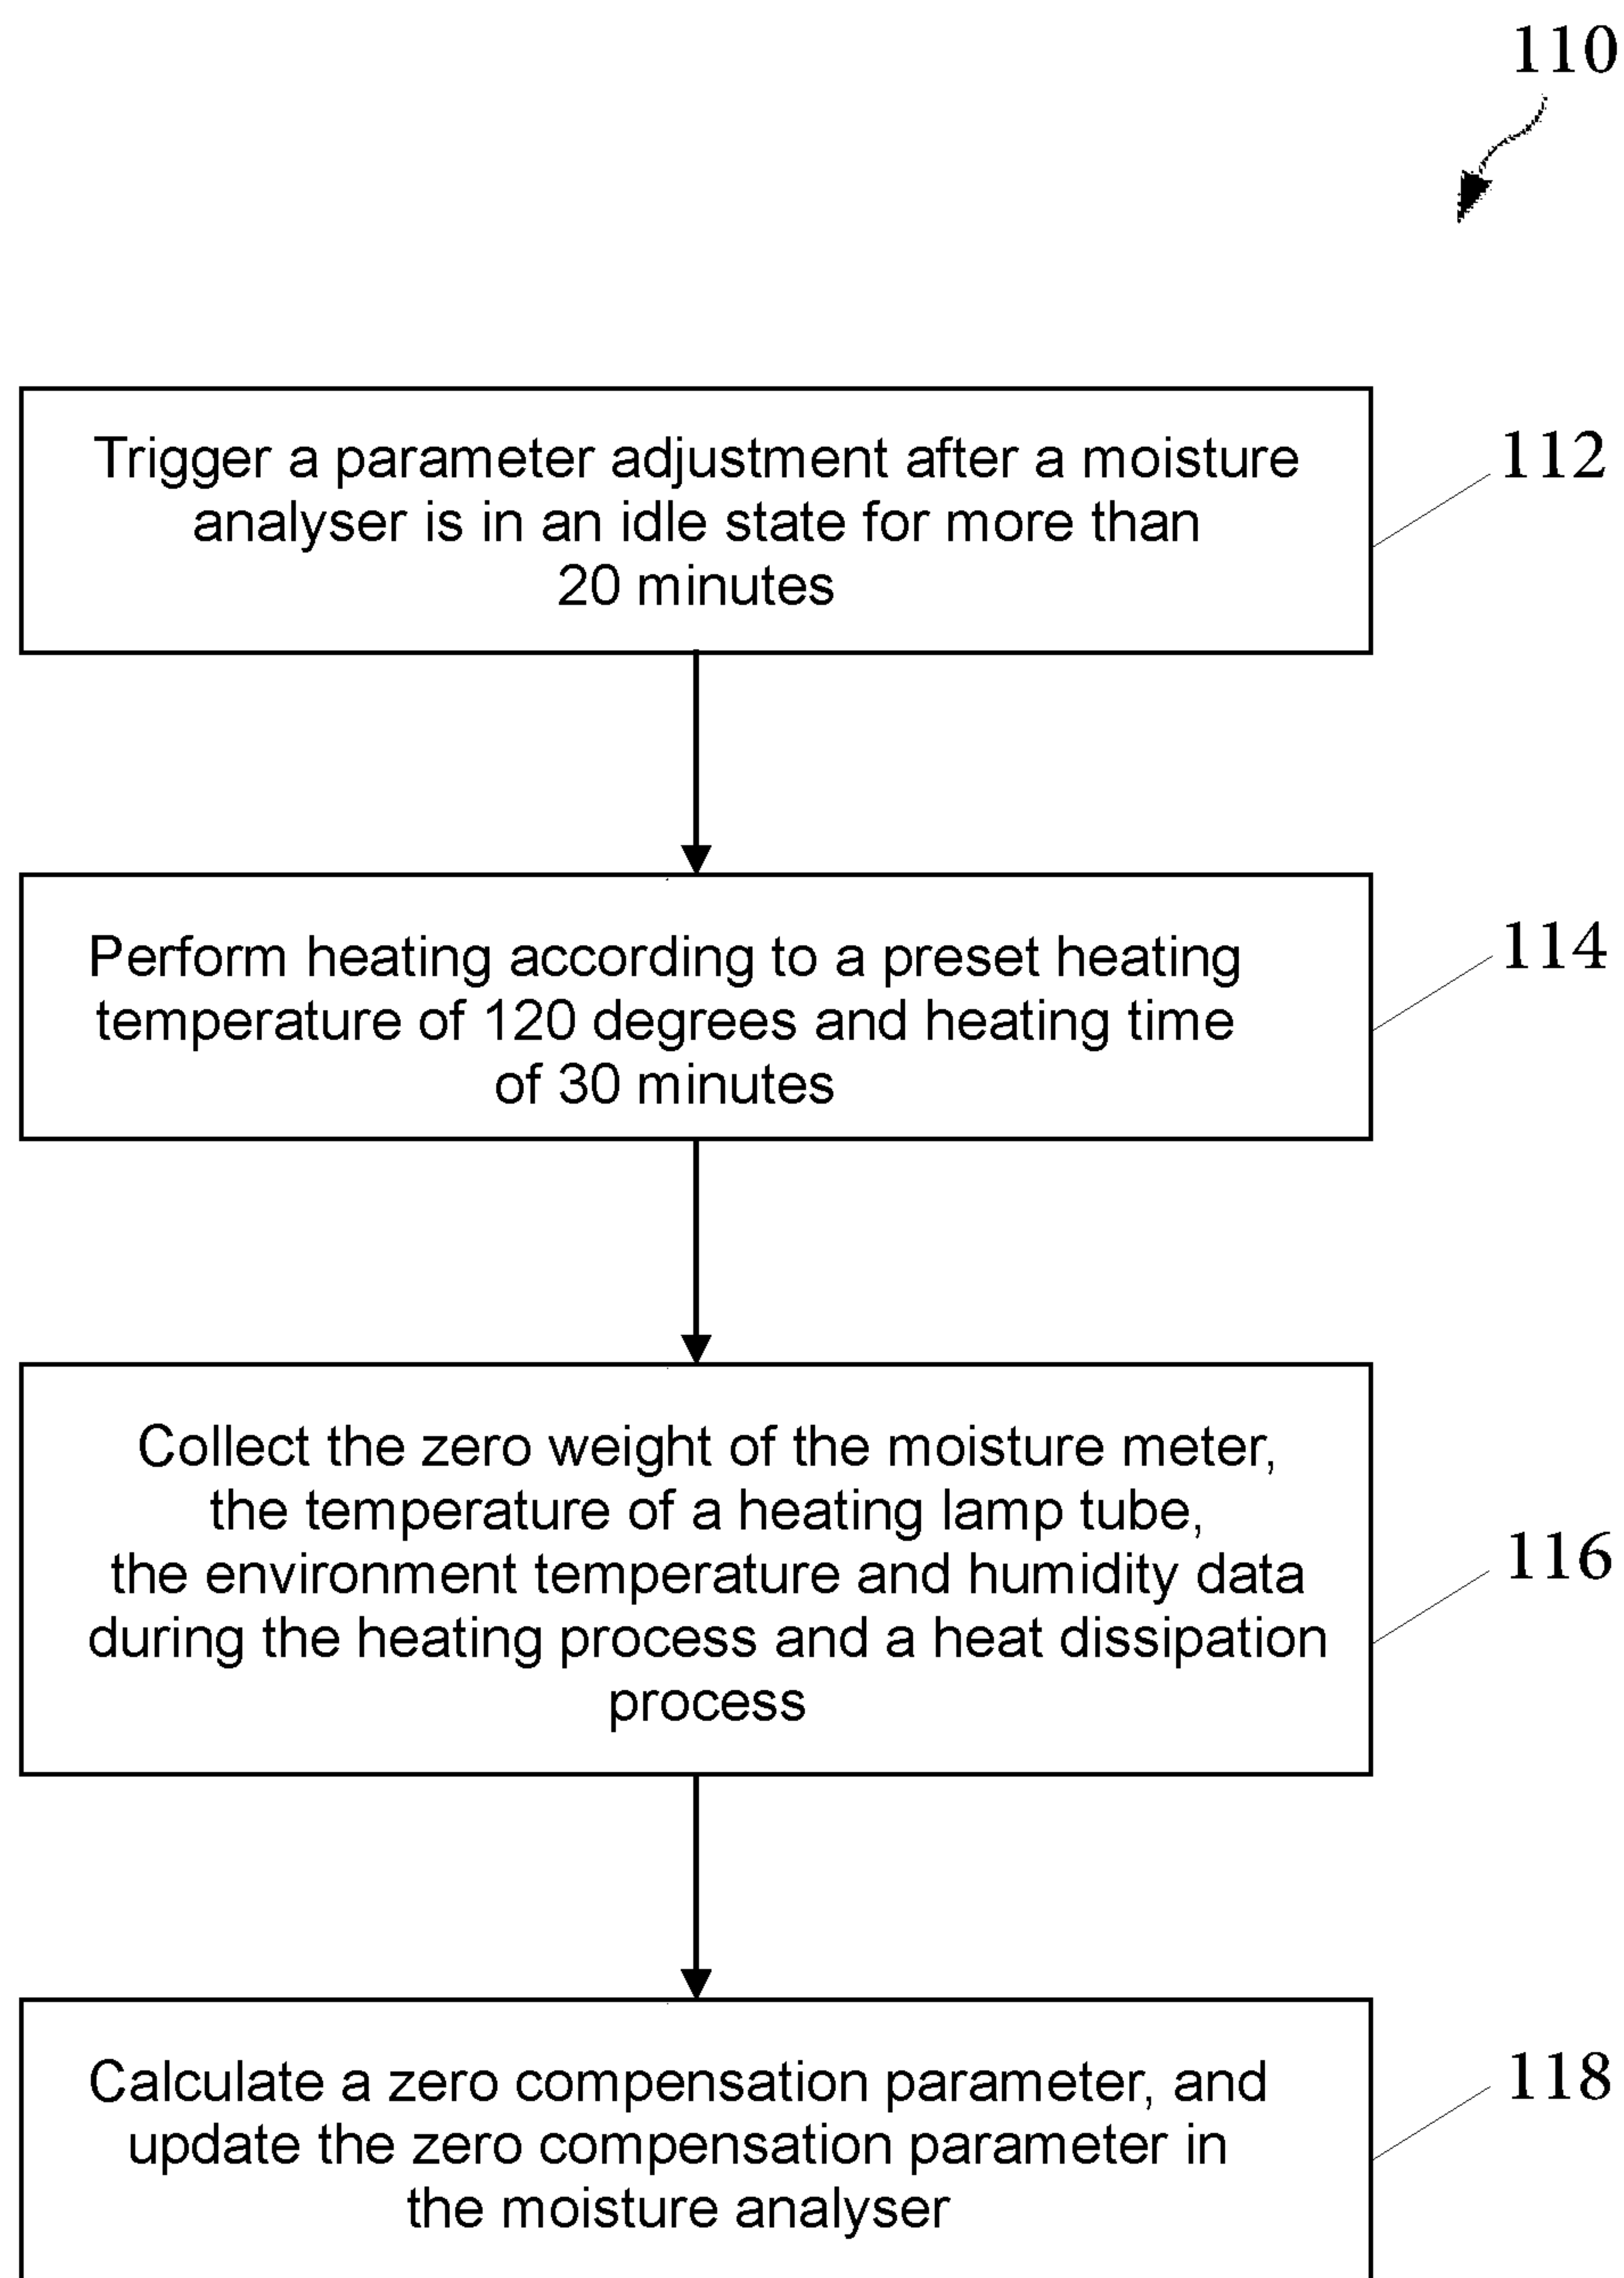 110
Trigger a parameter adjustment after a moisture
analyser is in an idle state for more than
20 minutes
112
Perform heating according to a preset heating
temperature of 120 degrees and heating time
of 30 minutes
114
Collect the zero weight of the moisture meter,
the temperature of a heating lamp tube,
the environment temperature and humidity data
during the heating process and a heat dissipation
process
116
Calculate a zero compensation parameter, and
update the zero compensation parameter in
the moisture analyser
118